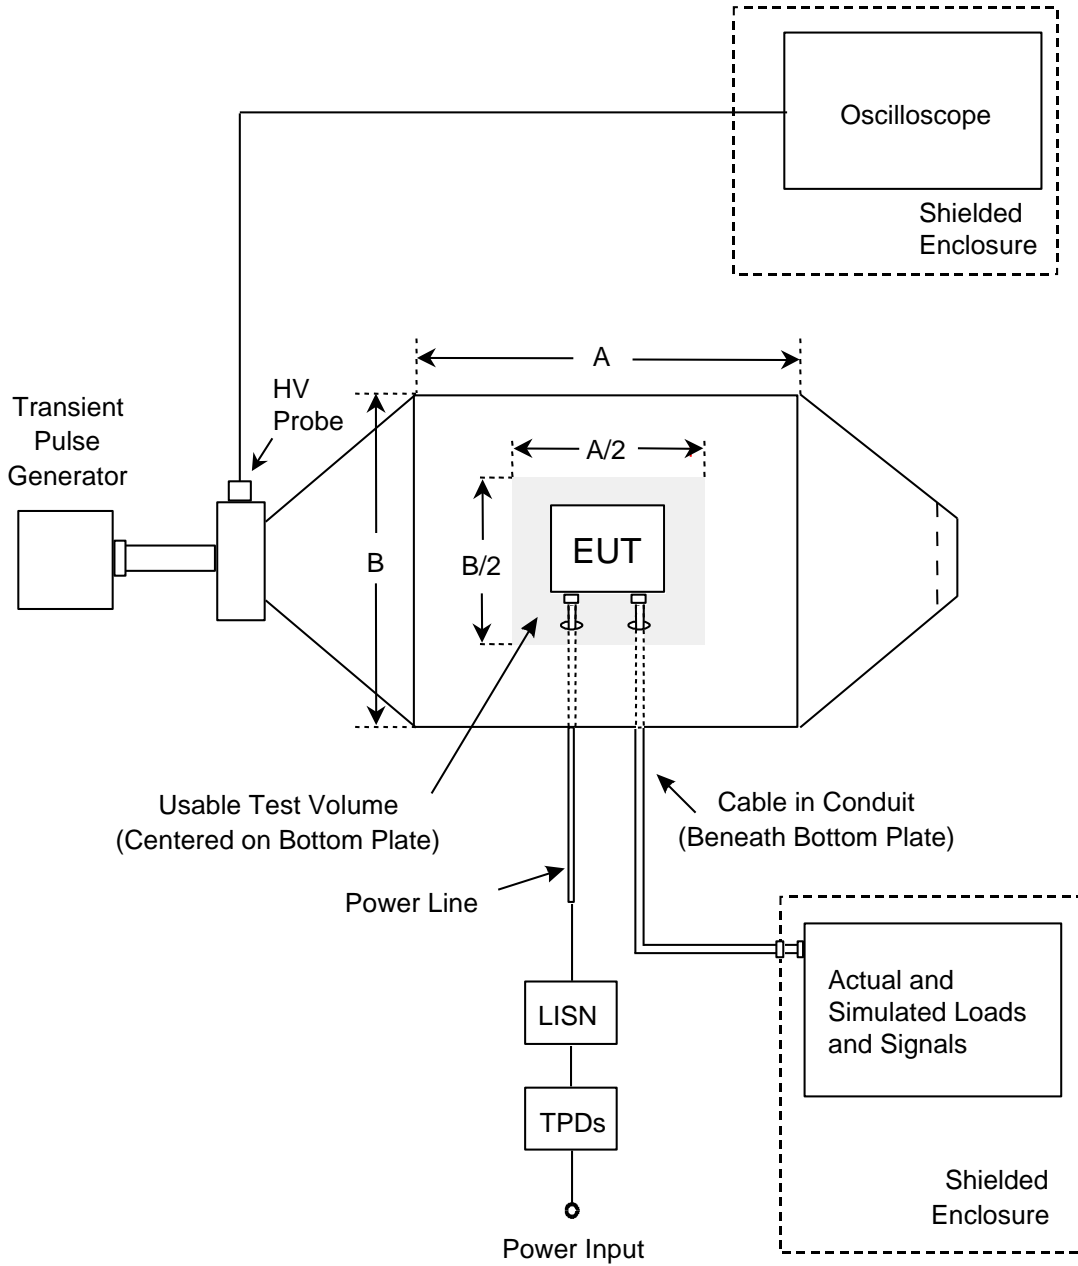 Oscilloscope
Shielded
Enclosure
A
HV
Probe
Transient
Pulse
Generator
A/2
B
B/2
EUT
Usable Test Volume
(Centered on Bottom Plate)
Cable in Conduit
(Beneath Bottom Plate)
Power Line
Actual and
Simulated Loads
and Signals
LISN
TPDs
Shielded
Enclosure
Power Input